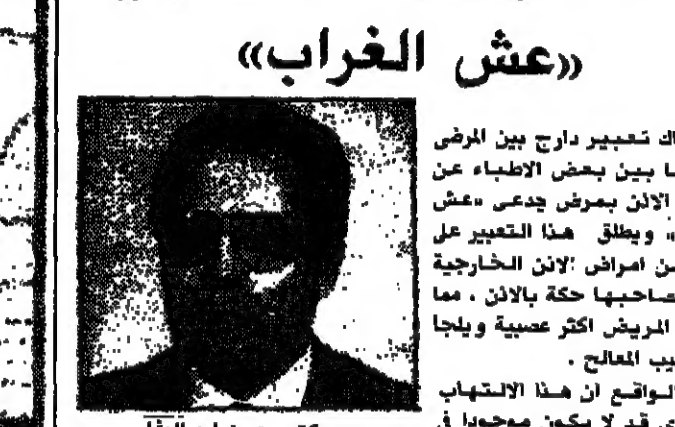 «عش الغراب»
اك تعبير دارج بين المرضى
ا بين بعض الاطباء عن
الاذن بمرض يدعى «عش
، ويطلق هذا التعبير على
ن امراض الاذن الخارجية
صاحبها حكة بالاذن ، مما
المريض اكثر عصبية ويلجا
يب المعالج .
لواقع ان هذا الالتهاب
قد لا يكون موجودا في